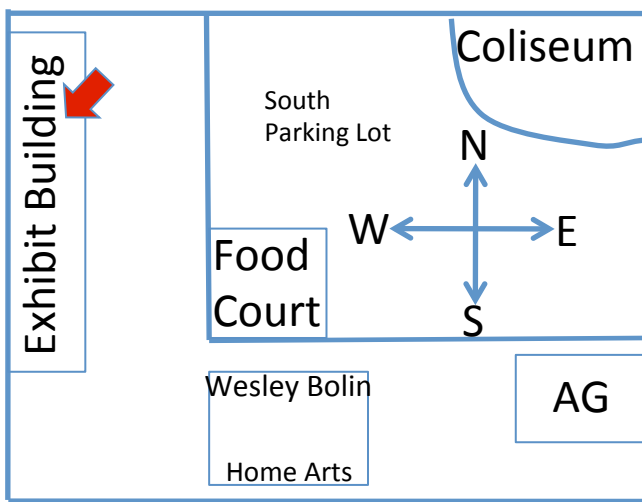 Exhibit Building
Coliseum
South
Parking Lot
N
W
E
S
Food
Court
Wesley Bolin
Home Arts
AG